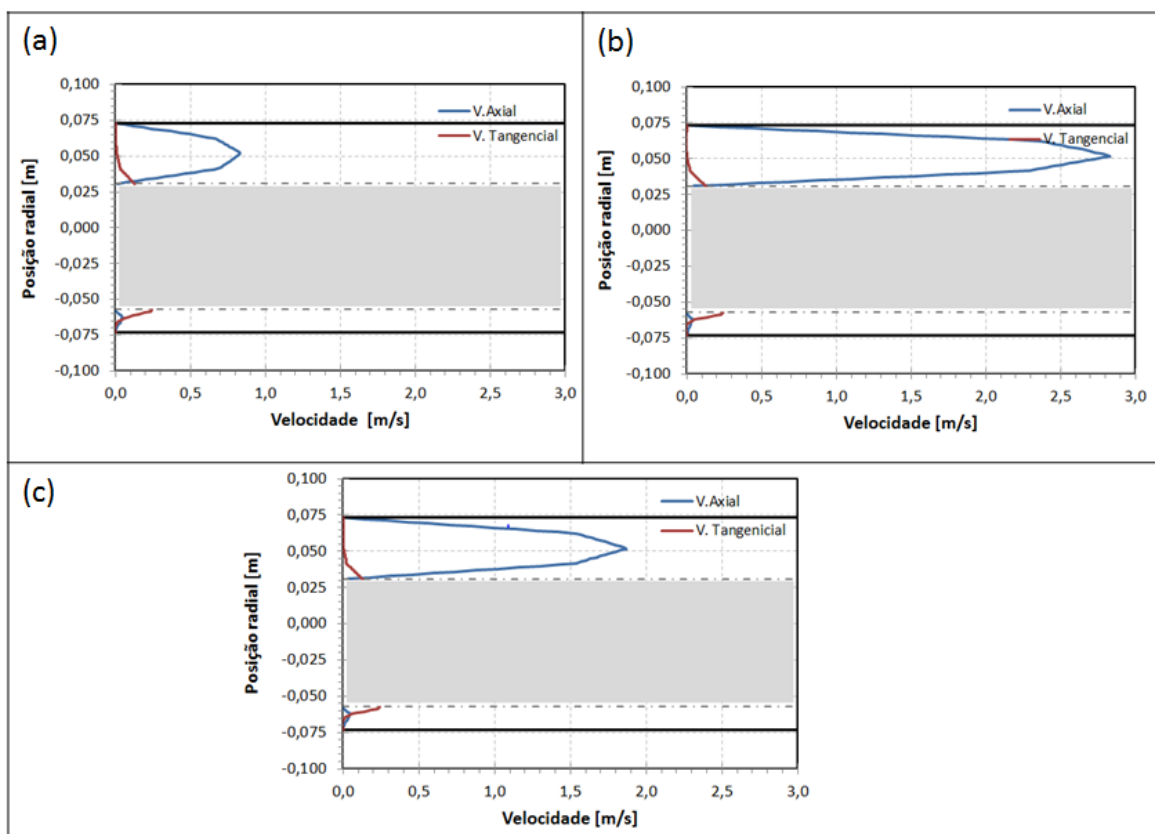 (a)
0,100
0,075
0,050
0,025
0,000
-0,025
-0,050
-0,075
-0,100
Posição radial [m]
V.Axial
V. Tangencial
0,0 0,5 1,0 1,5 2,0 2,5 3,0
Velocidade [m/s]
(b)
0,100
0,075
0,050
0,025
0,000
-0,025
-0,050
-0,075
-0,100
Posição radial [m]
V.Axial
V. Tangencial
0,0 0,5 1,0 1,5 2,0 2,5 3,0
Velocidade [m/s]
(c)
0,100
0,075
0,050
0,025
0,000
-0,025
-0,050
-0,075
-0,100
Posição radial [m]
V.Axial
V. Tangenicial
0,0 0,5 1,0 1,5 2,0 2,5 3,0
Velocidade [m/s]